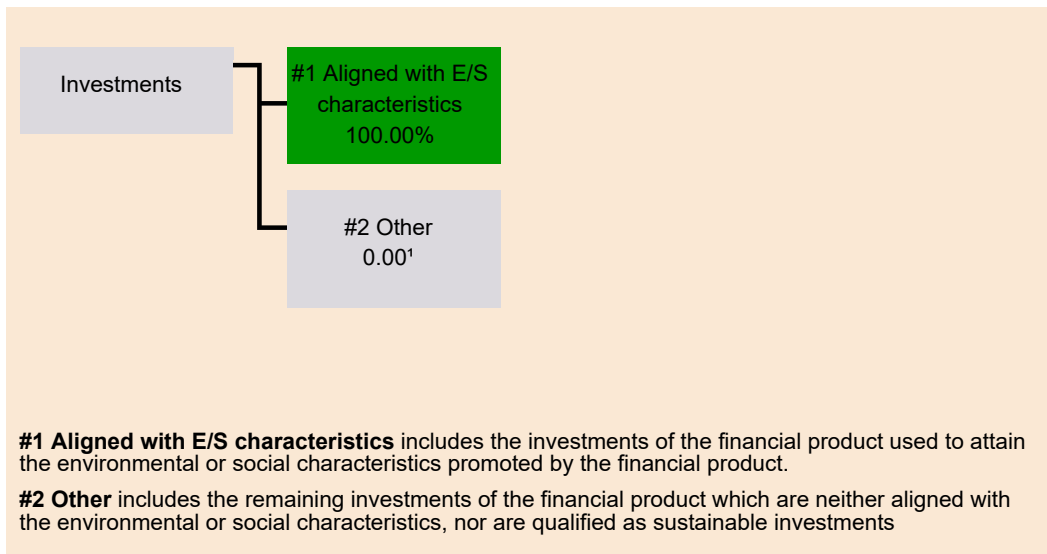 Investments
#1 Aligned with E/S
characteristics
100.00%
#2 Other
0.00¹
#1 Aligned with E/S characteristics includes the investments of the financial product used to attain
the environmental or social characteristics promoted by the financial product.
#2 Other includes the remaining investments of the financial product which are neither aligned with
the environmental or social characteristics, nor are qualified as sustainable investments